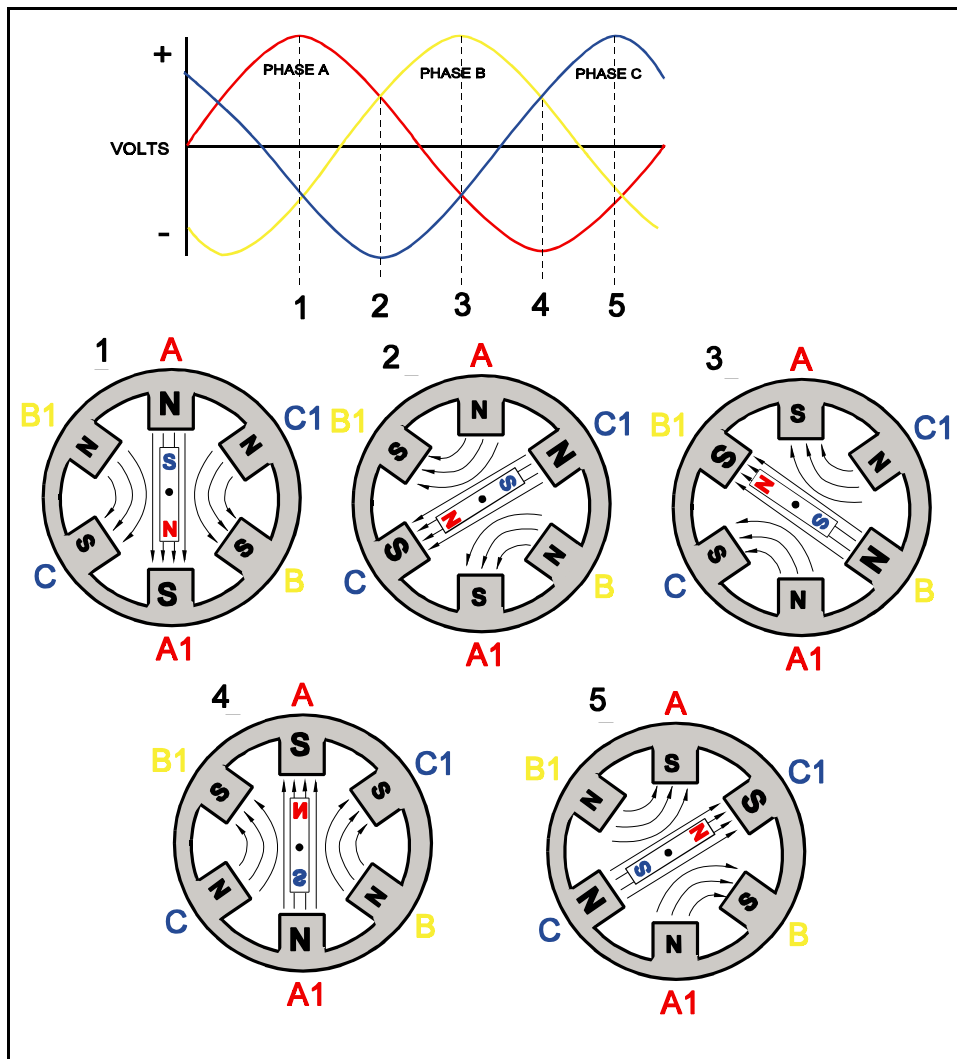 +
PHASE A PHASE B PHASE C
VOLTS
-
1 2 3 4 5
1 A
B1 N C1
N N
S
N
S S
C S B
A1
2 A
B1 N C1
S N
S
N
S N
C S B
A1
3 A
B1 S C1
S N
N
S
S N
C N B
A1
4 A
B1 S C1
S S
N
S
N N
C N B
A1
5 A
B1 S C1
N S
N
S
N S
C N B
A1